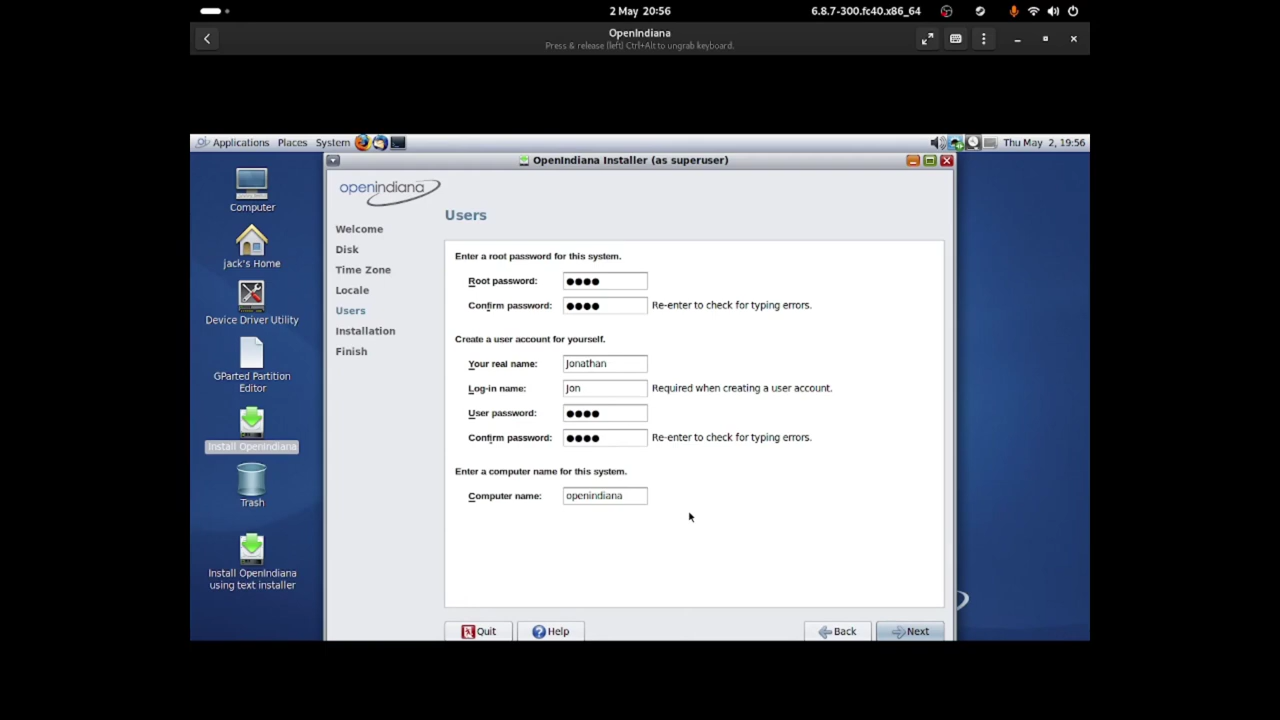 2 May 20:56
6.8.7-300.fc40.x86_64
OpenIndiana
Press & release (left) Ctrl+Alt to ungrab keyboard.
Applications Places System
Thu May 2, 19:56
OpenIndiana Installer (as superuser)
openindiana
Computer
jack's Home
Device Driver Utility
GParted Partition
Editor
Install OpenIndiana
Trash
Install OpenIndiana
using text installer
Welcome
Disk
Time Zone
Locale
Users
Installation
Finish
Users
Enter a root password for this system.
Root password: ●●●●
Confirm password: ●●●● Re-enter to check for typing errors.
Create a user account for yourself.
Your real name: Jonathan
Log-in name: Jon Required when creating a user account.
User password: ●●●●
Confirm password: ●●●● Re-enter to check for typing errors.
Enter a computer name for this system.
Computer name: openindiana
Quit Help Back Next